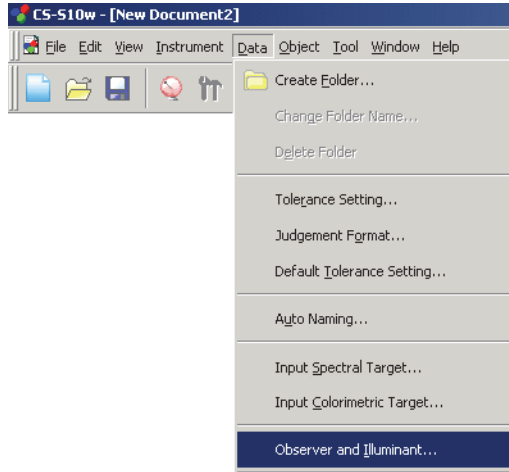 CS-S10w - [New Document2]
File Edit View Instrument Data Object Tool Window Help
Create Folder...
Change Folder Name...
Delete Folder
Tolerance Setting...
Judgement Format...
Default Tolerance Setting...
Auto Naming...
Input Spectral Target...
Input Colorimetric Target...
Observer and Illuminant...